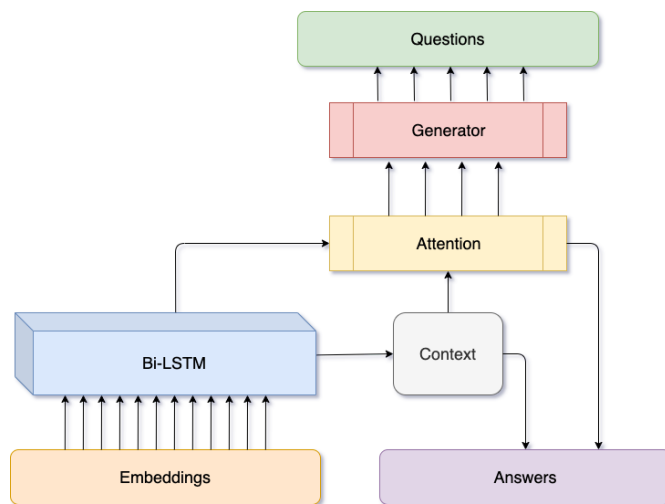 Questions
Generator
Attention
Bi-LSTM
Context
Embeddings
Answers